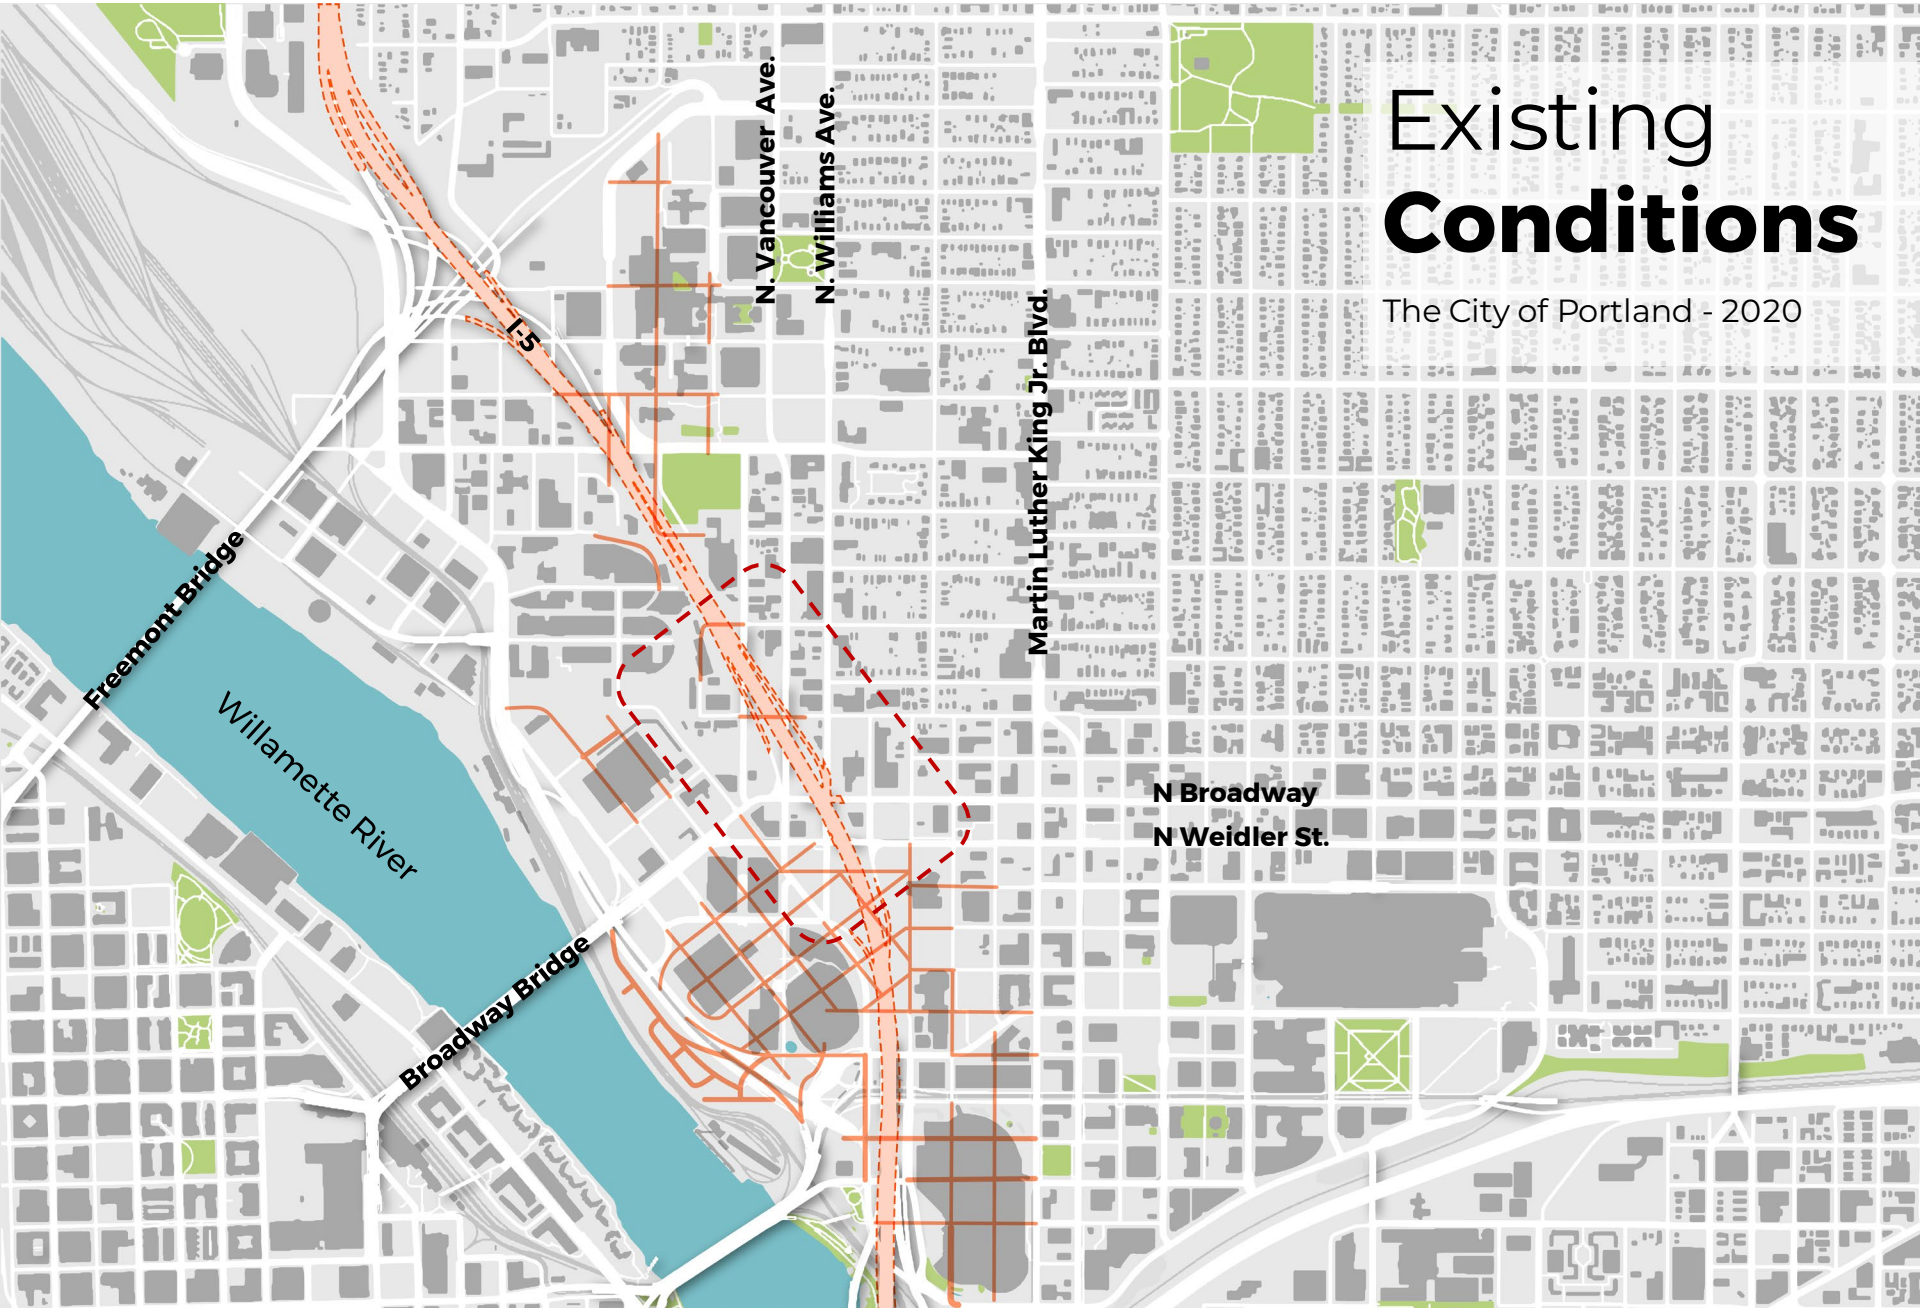 Existing
Conditions
The City of Portland - 2020
N. Vancouver Ave.
N. Williams Ave.
Martin Luther King Jr. Blvd.
I-5
Freemont Bridge
Willamette River
N Broadway
N Weidler St.
Broadway Bridge